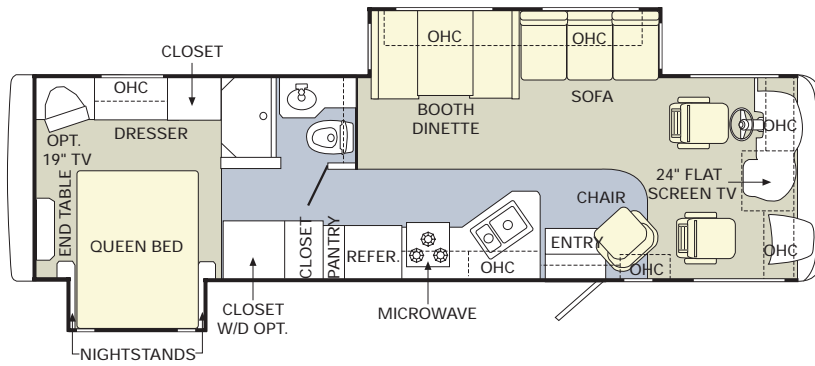 CLOSET
OHC
OHC
OHC
BOOTH
DINETTE
SOFA
DRESSER
OPT.
19" TV
OHC
24" FLAT
SCREEN TV
END TABLE
QUEEN BED
CHAIR
CLOSET
PANTRY
REFER.
OHC
ENTRY
OHC
OHC
CLOSET
W/D OPT.
MICROWAVE
NIGHTSTANDS